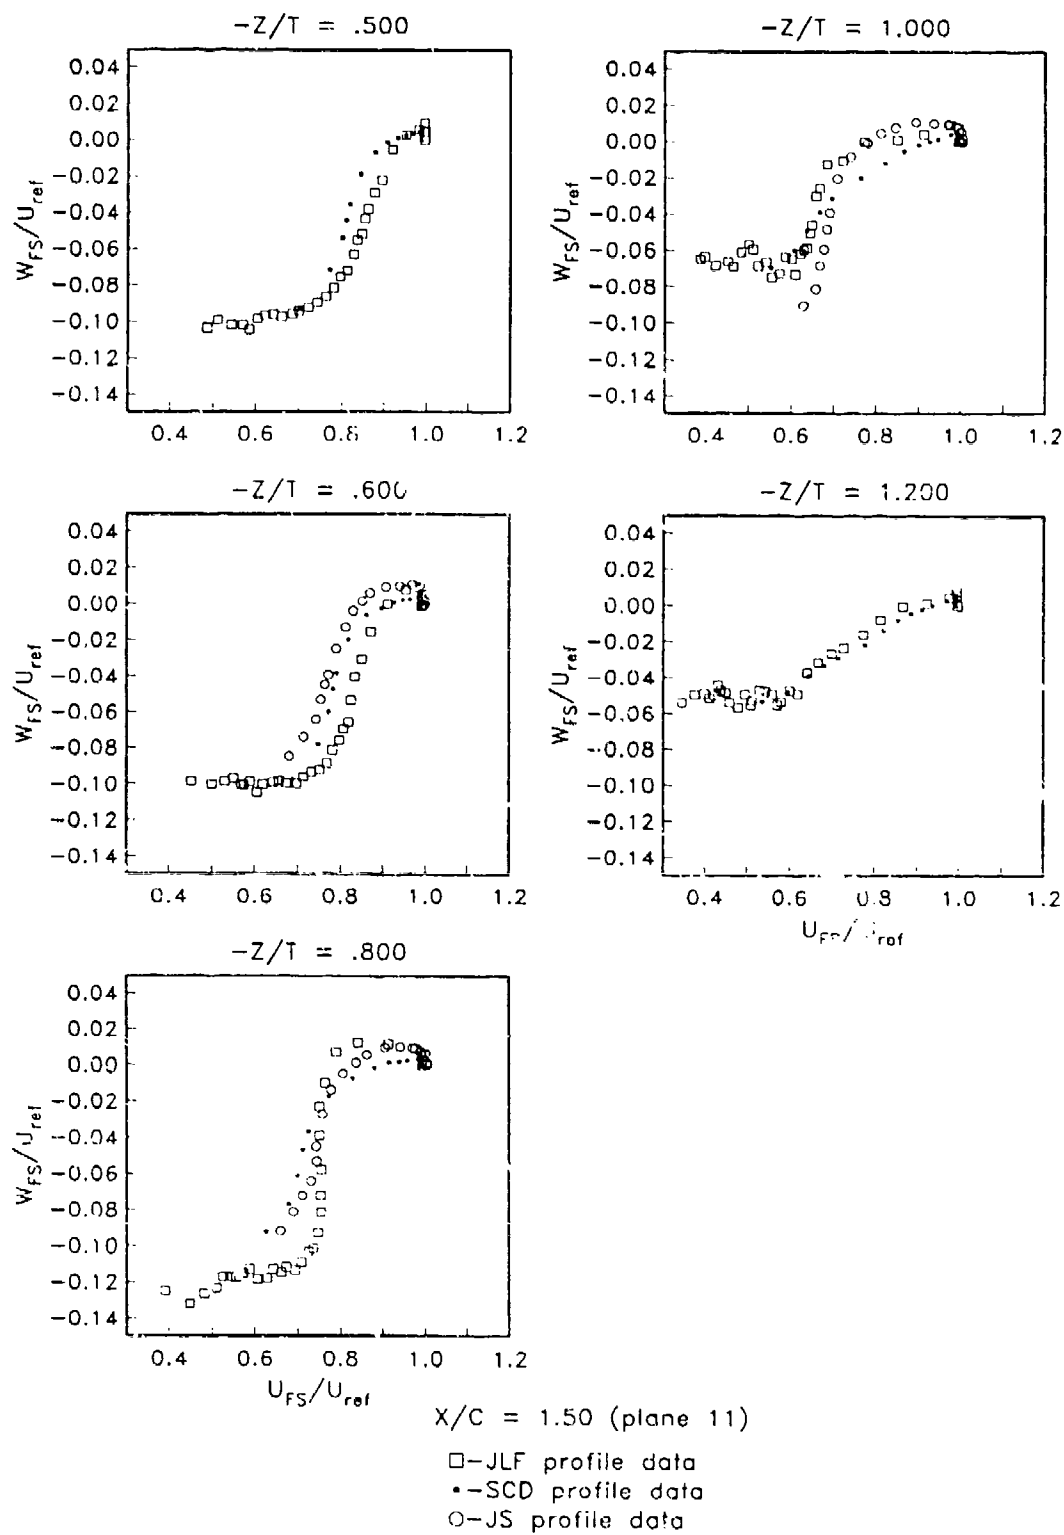 -Z/T = .500
0.04
0.02
0.00
-0.02
-0.04
-0.06
-0.08
-0.10
-0.12
-0.14
W_FS/U_ref
0.4 0.6 0.8 1.0 1.2
-Z/T = 1.000
0.04
0.02
0.00
-0.02
-0.04
-0.06
-0.08
-0.10
-0.12
-0.14
W_FS/U_ref
0.4 0.6 0.8 1.0 1.2
-Z/T = .600
0.04
0.02
0.00
-0.02
-0.04
-0.06
-0.08
-0.10
-0.12
-0.14
W_FS/U_ref
0.4 0.6 0.8 1.0 1.2
-Z/T = 1.200
0.04
0.02
0.00
-0.02
-0.04
-0.06
-0.08
-0.10
-0.12
-0.14
W_FS/U_ref
0.4 0.6 0.8 1.0 1.2
U_FS/U_ref
-Z/T = .800
0.04
0.02
0.00
-0.02
-0.04
-0.06
-0.08
-0.10
-0.12
-0.14
W_FS/U_ref
0.4 0.6 0.8 1.0 1.2
U_FS/U_ref
X/C = 1.50 (plane 11)
□-JLF profile data
•-SCD profile data
○-JS profile data